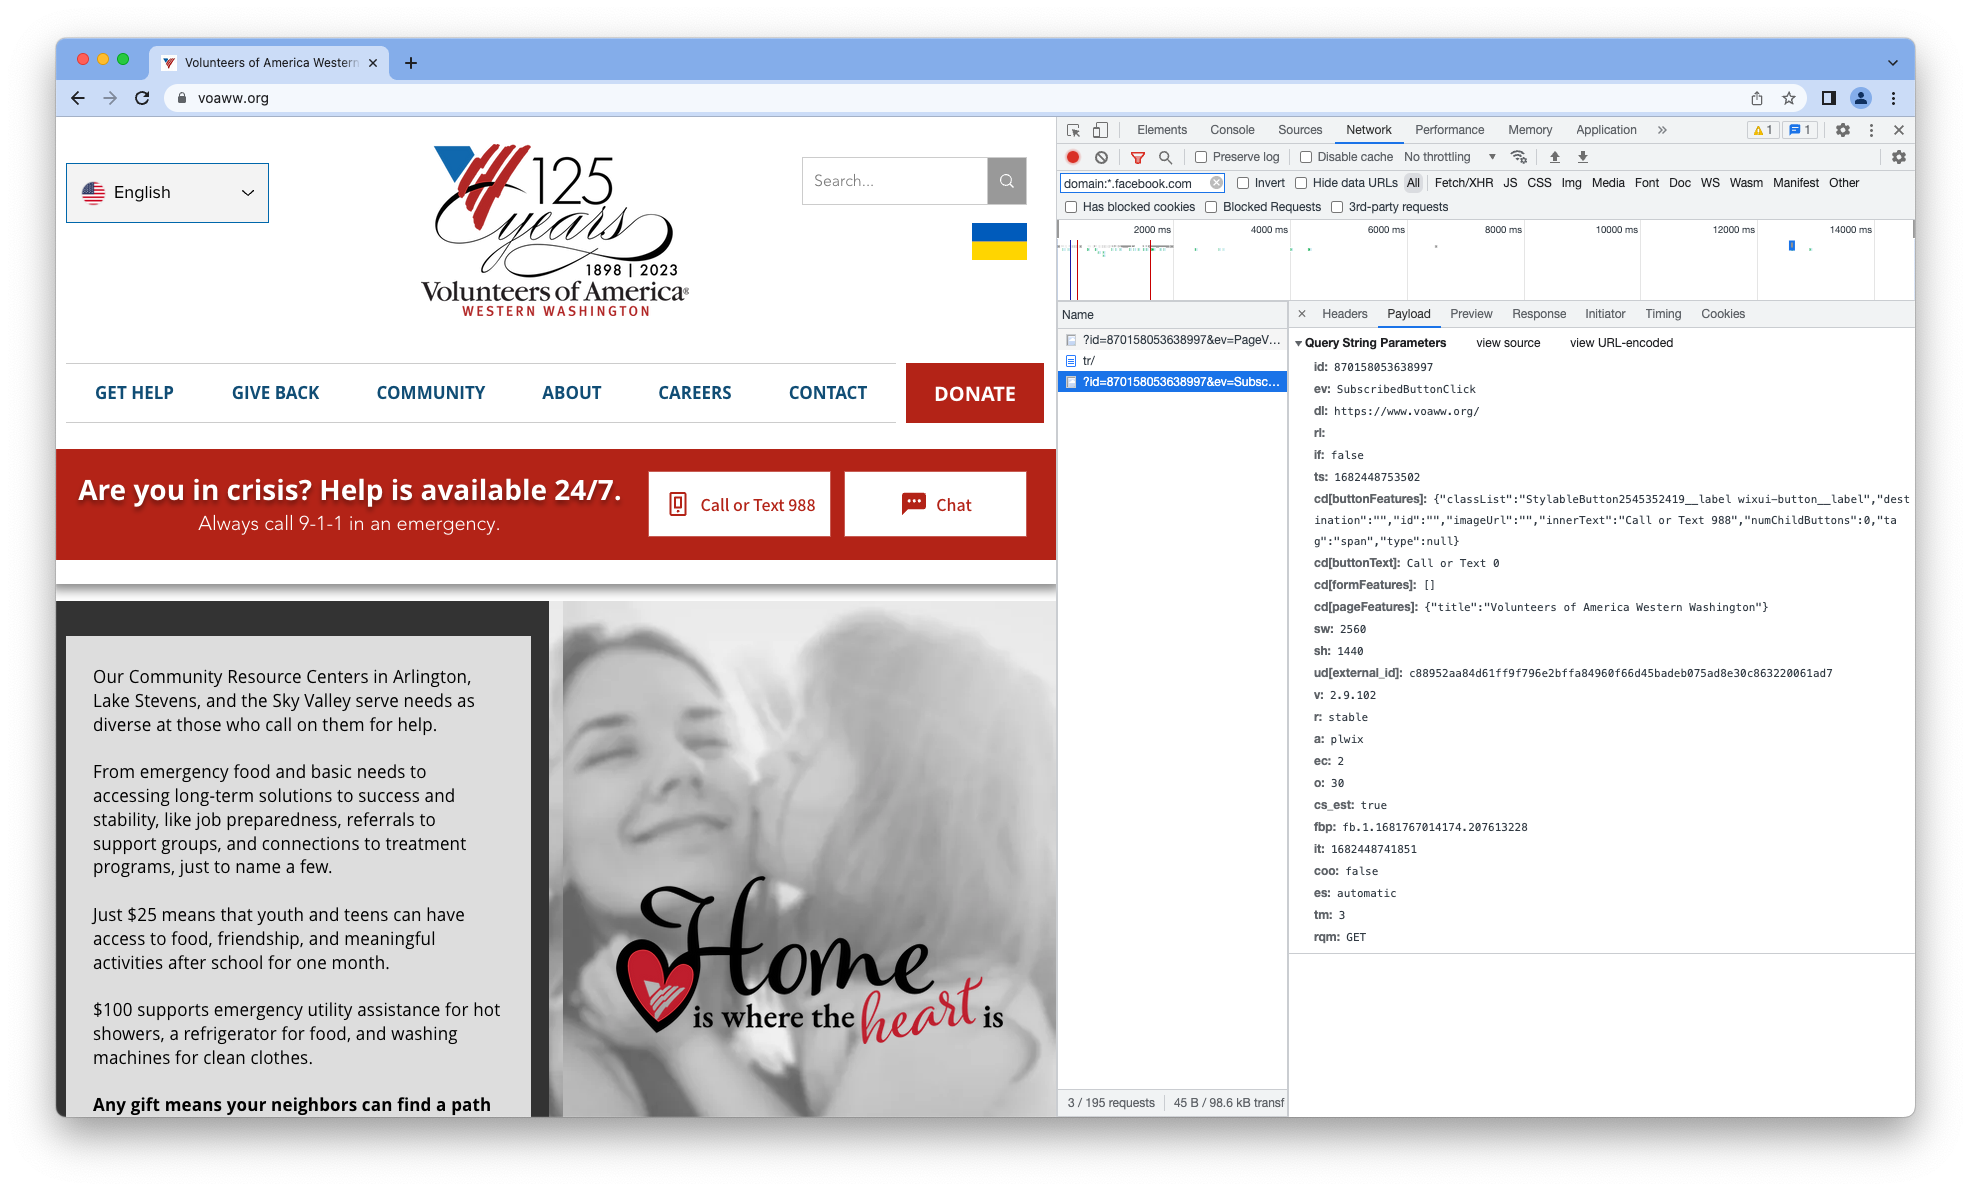 Volunteers of America Western
voaww.org
English
125
years
1898 | 2023
Volunteers of America®
WESTERN WASHINGTON
Search...
GET HELP
GIVE BACK
COMMUNITY
ABOUT
CAREERS
CONTACT
DONATE
Are you in crisis? Help is available 24/7.
Always call 9-1-1 in an emergency.
Call or Text 988
Chat
Our Community Resource Centers in Arlington,
Lake Stevens, and the Sky Valley serve needs as
diverse at those who call on them for help.
From emergency food and basic needs to
accessing long-term solutions to success and
stability, like job preparedness, referrals to
support groups, and connections to treatment
programs, just to name a few.
Just $25 means that youth and teens can have
access to food, friendship, and meaningful
activities after school for one month.
$100 supports emergency utility assistance for hot
showers, a refrigerator for food, and washing
machines for clean clothes.
Any gift means your neighbors can find a path
Home
is where the heart is
Elements Console Sources Network Performance Memory Application » 1 1
Preserve log Disable cache No throttling
domain:*.facebook.com Invert Hide data URLs All Fetch/XHR JS CSS Img Media Font Doc WS Wasm Manifest Other
Has blocked cookies Blocked Requests 3rd-party requests
2000 ms 4000 ms 6000 ms 8000 ms 10000 ms 12000 ms 14000 ms
Name
?id=870158053638997&ev=PageV...
tr/
?id=870158053638997&ev=Subsc...
3 / 195 requests 45 B / 98.6 kB transf
Headers Payload Preview Response Initiator Timing Cookies
Query String Parameters view source view URL-encoded
id: 870158053638997
ev: SubscribedButtonClick
dl: https://www.voaww.org/
rl:
if: false
ts: 1682448753502
cd[buttonFeatures]: {"classList":"StylableButton2545352419__label wixui-button__label","dest
ination":"","id":"","imageUrl":"","innerText":"Call or Text 988","numChildButtons":0,"ta
g":"span","type":null}
cd[buttonText]: Call or Text 0
cd[formFeatures]: []
cd[pageFeatures]: {"title":"Volunteers of America Western Washington"}
sw: 2560
sh: 1440
ud[external_id]: c88952aa84d61ff9f796e2bffa84960f66d45badeb075ad8e30c863220061ad7
v: 2.9.102
r: stable
a: plwix
ec: 2
o: 30
cs_est: true
fbp: fb.1.1681767014174.207613228
it: 1682448741851
coo: false
es: automatic
tm: 3
rqm: GET